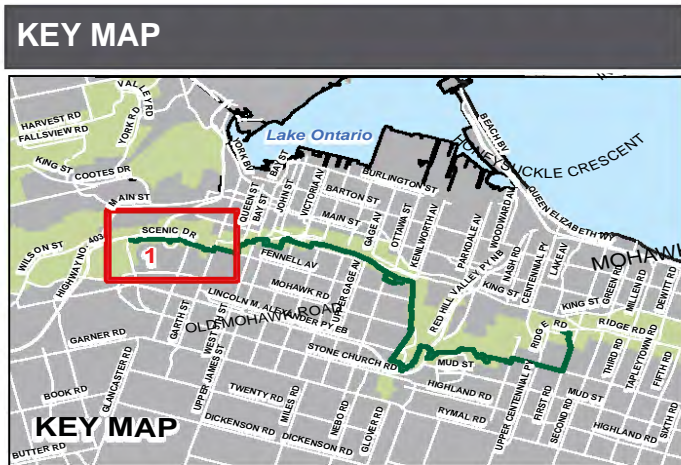 KEY MAP
VALLEY RD
HARVEST RD
FALLSVIEW RD
YORK RD
Lake Ontario
BEACH BV
HONEYSUCKLE CRESCENT
KING ST
COOTES DR
YORK BV
BAY ST
BURLINGTON ST
MAIN ST
QUEEN ST
BAY ST
JOHN ST
VICTORIA AV
BARTON ST
QUEEN ELIZABETH WY
WILSON ST
HIGHWAY NO. 403
SCENIC DR
1
MAIN ST
GAGE AV
OTTAWA ST
KENILWORTH AV
PARKDALE AV
WOODWARD AV
NASH RD
CENTENNIAL PY
LAKE AV
MOHAWK
FENNELL AV
MOHAWK RD
UPPER GAGE AV
RED HILL VALLEY PY NB
KING ST
KING ST
GREEN RD
MILLEN RD
DEWITT RD
LINCOLN M. ALEXANDER PY EB
OLD MOHAWK ROAD
RIDGE RD
RIDGE RD
GARNER RD
GARTH ST
WEST 5TH ST
UPPER JAMES ST
STONE CHURCH RD
MUD ST
THIRD RD
TAPLEYTOWN RD
FIFTH RD
BOOK RD
GLANCASTER RD
TWENTY RD
MILES RD
NEBO RD
GLOVER RD
HIGHLAND RD
UPPER CENTENNIAL PY
FIRST RD
SECOND RD
MUD ST
DICKENSON RD
DICKENSON RD
RYMAL RD
HIGHLAND RD
SIXTH RD
KEY MAP
BUTTER RD